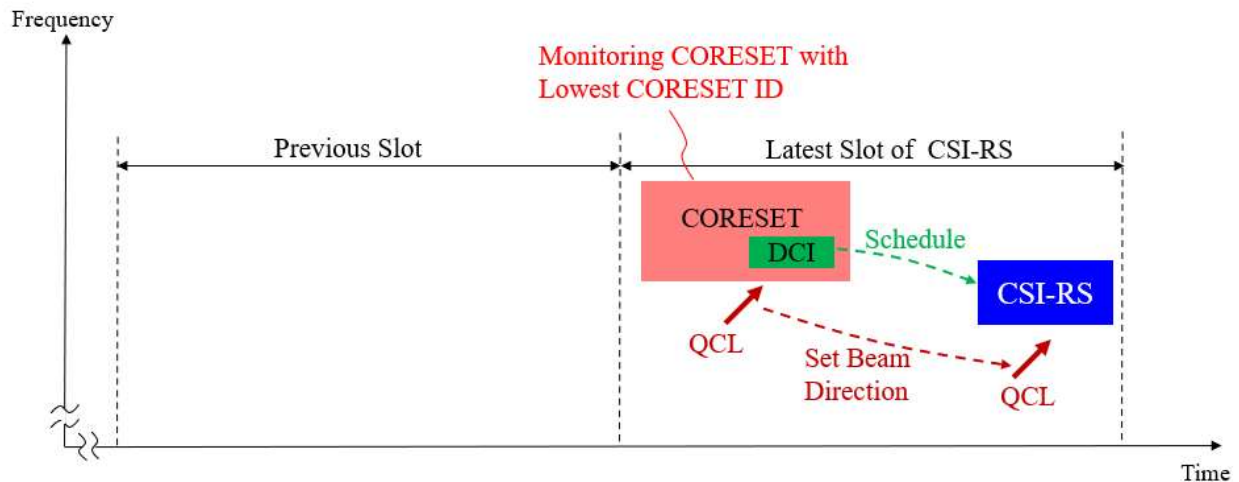 Frequency
Monitoring CORESET with
Lowest CORESET ID
Previous Slot
Latest Slot of CSI-RS
CORESET
DCI
Schedule
CSI-RS
QCL
Set Beam
Direction
QCL
Time